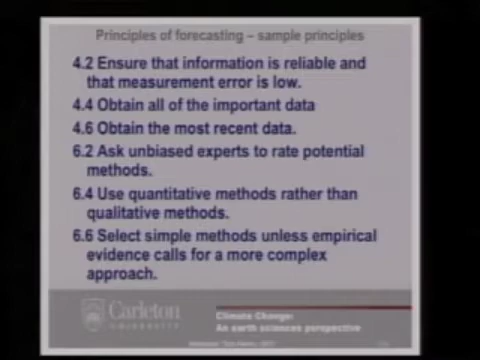 Principles of forecasting – sample principles
4.2 Ensure that information is reliable and
that measurement error is low.
4.4 Obtain all of the important data
4.6 Obtain the most recent data.
6.2 Ask unbiased experts to rate potential
methods.
6.4 Use quantitative methods rather than
qualitative methods.
6.6 Select simple methods unless empirical
evidence calls for a more complex
approach.
Carleton
UNIVERSITY
Climate Change:
An earth sciences perspective